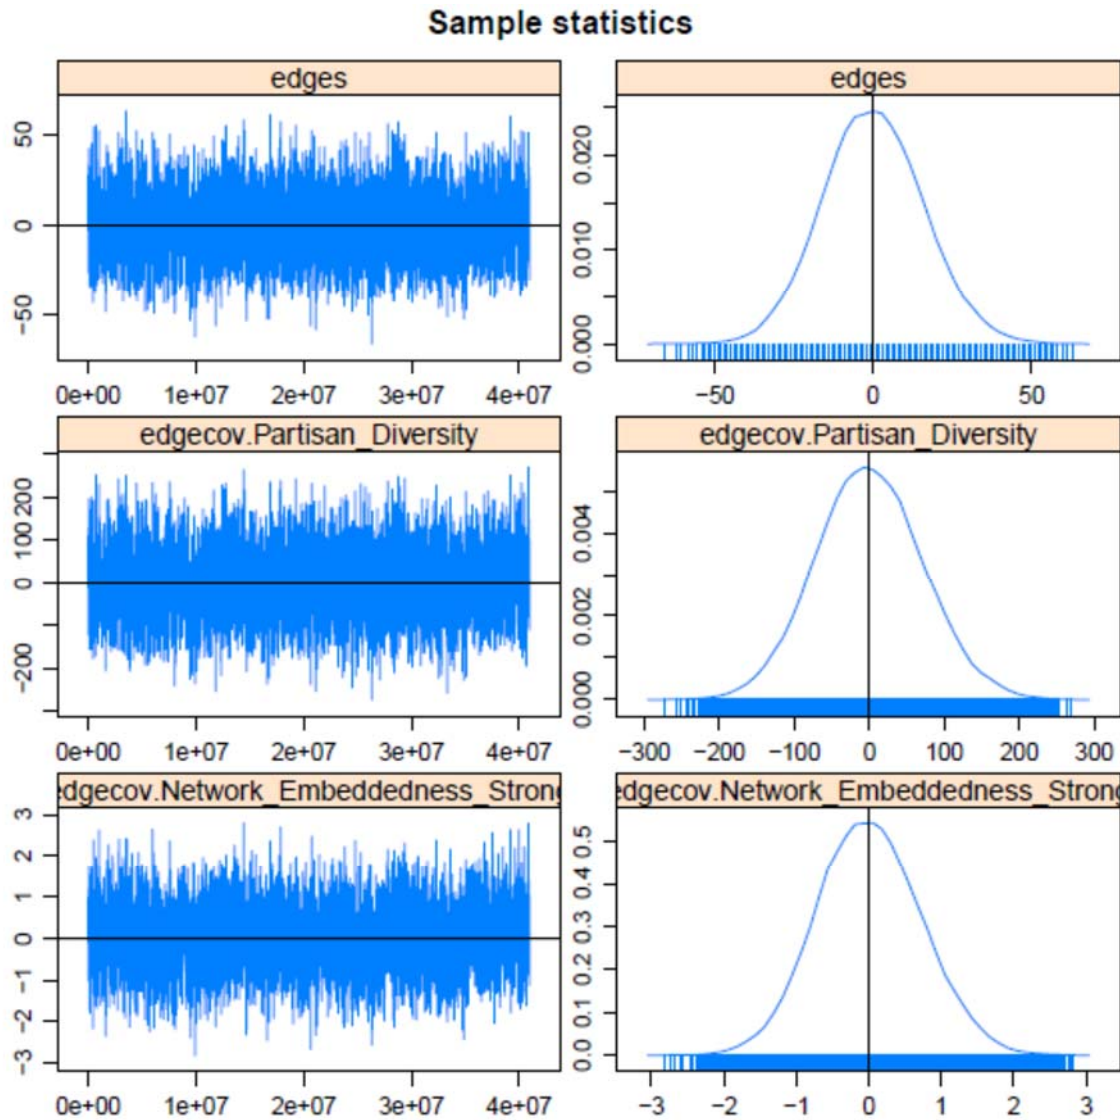 Sample statistics
edges
50
0
−50
0e+00 1e+07 2e+07 3e+07 4e+07
edges
0.000 0.010 0.020
−50 0 50
edgecov.Partisan_Diversity
−200 0 100 200
0e+00 1e+07 2e+07 3e+07 4e+07
edgecov.Partisan_Diversity
0.000 0.002 0.004
−300 −200 −100 0 100 200 300
edgecov.Network_Embeddedness_Strong
−3 −2 −1 0 1 2 3
0e+00 1e+07 2e+07 3e+07 4e+07
edgecov.Network_Embeddedness_Strong
0.0 0.1 0.2 0.3 0.4 0.5
−3 −2 −1 0 1 2 3